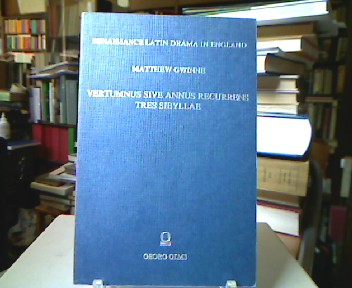 RENAISSANCE LATIN DRAMA IN ENGLAND
MATTHEW GWINNE
VERTUMNUS SIVE ANNUS RECURRENS
TRES SIBYLLAE
GEORG OLMS